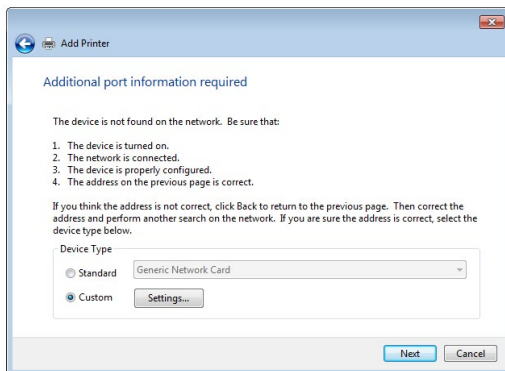 Add Printer
Additional port information required
The device is not found on the network. Be sure that:
1. The device is turned on.
2. The network is connected.
3. The device is properly configured.
4. The address on the previous page is correct.
If you think the address is not correct, click Back to return to the previous page. Then correct the
address and perform another search on the network. If you are sure the address is correct, select the
device type below.
Device Type
Standard
Generic Network Card
Custom
Settings...
Next
Cancel